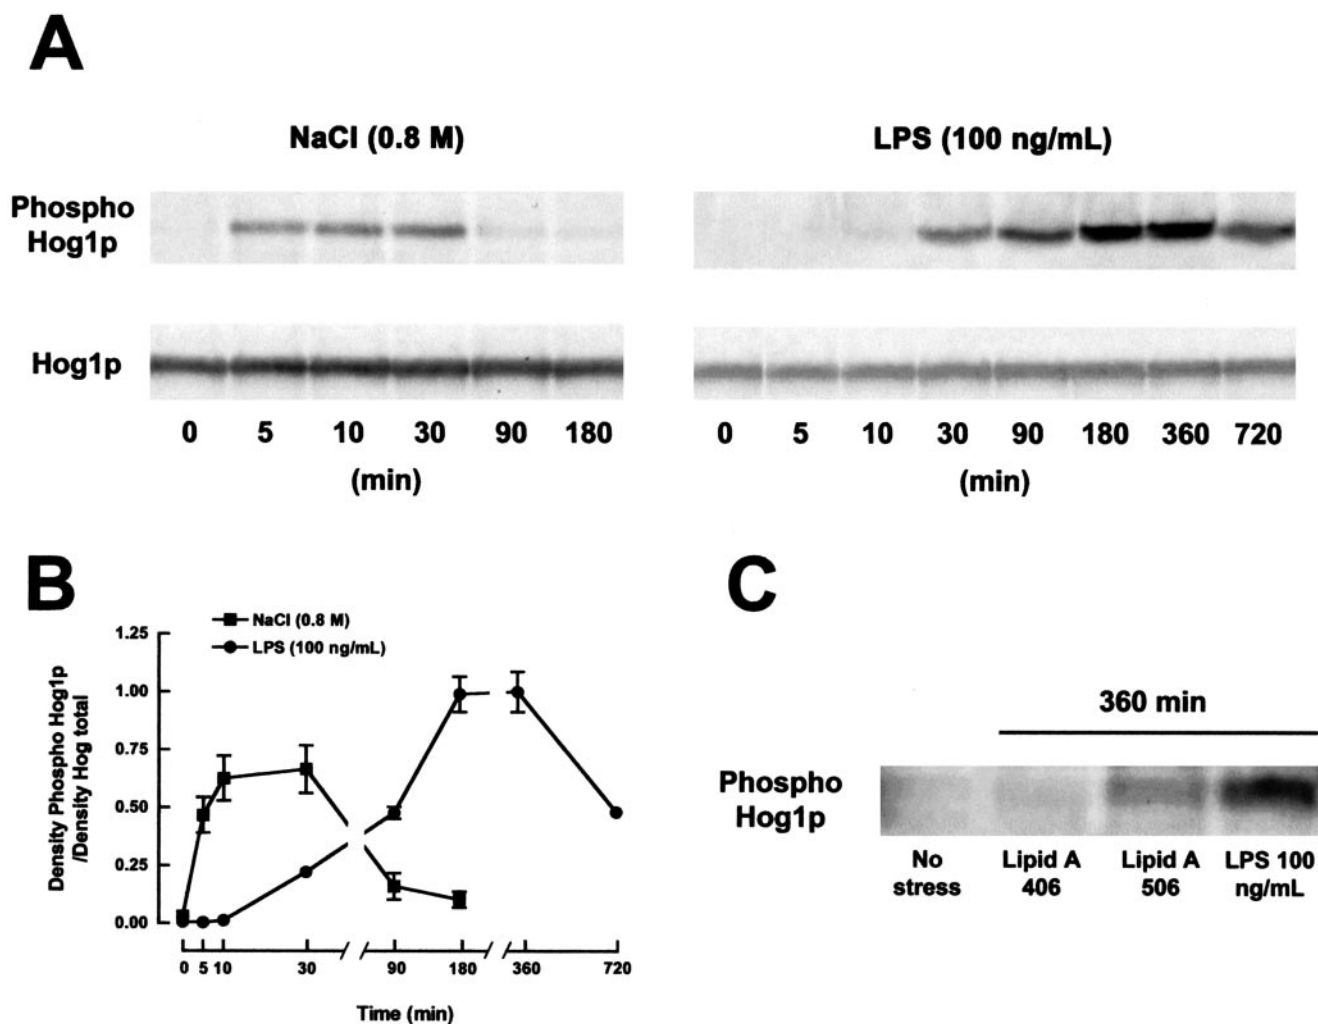 A
NaCl (0.8 M)
LPS (100 ng/mL)
Phospho
Hog1p
Hog1p
0 5 10 30 90 180
(min)
0 5 10 30 90 180 360 720
(min)
B
NaCl (0.8 M)
LPS (100 ng/mL)
Density Phospho Hog1p
/Density Hog total
1.25
1.00
0.75
0.50
0.25
0.00
0 5 10 30 90 180 360 720
Time (min)
C
360 min
Phospho
Hog1p
No
stress
Lipid A
406
Lipid A
506
LPS 100
ng/mL